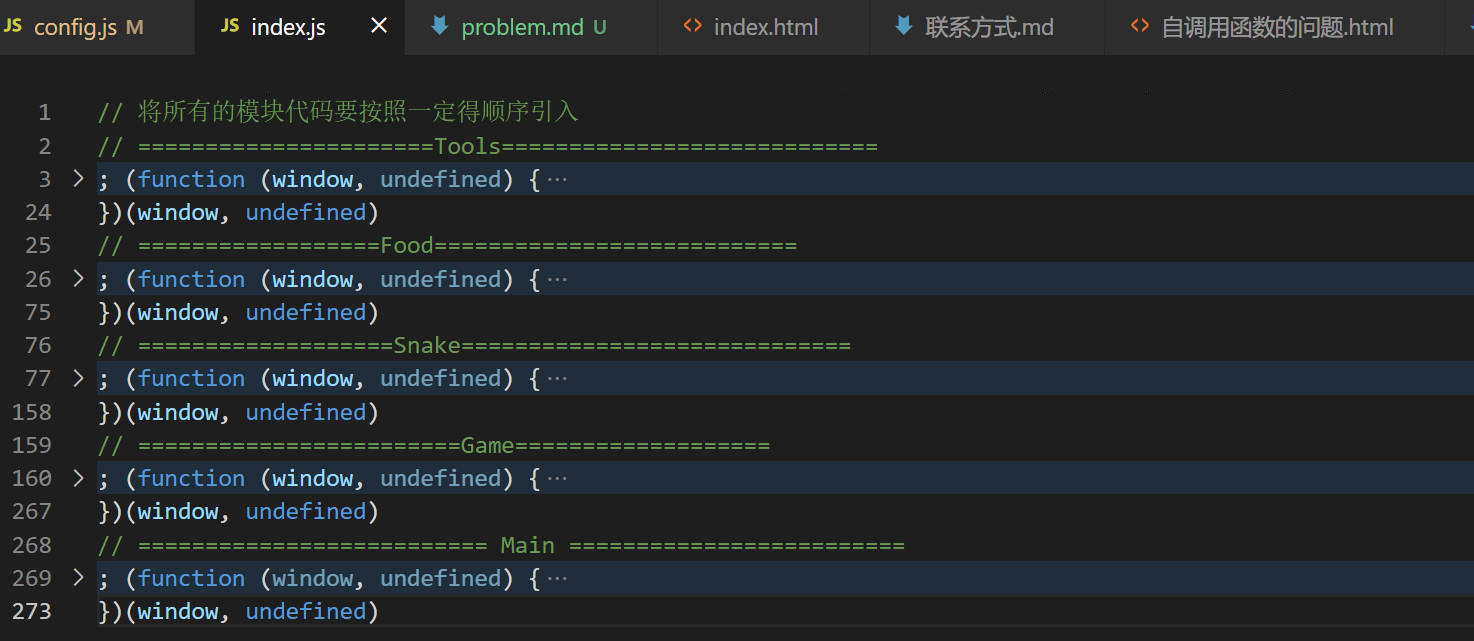 JS config.js M JS index.js × problem.md U <> index.html 联系方式.md <> 自调用函数的问题.html
1 // 将所有的模块代码要按照一定得顺序引入
2 // ======================Tools============================
3 > ; (function (window, undefined) { ···
24 })(window, undefined)
25 // ==================Food===========================
26 > ; (function (window, undefined) { ···
75 })(window, undefined)
76 // ===================Snake=============================
77 > ; (function (window, undefined) { ···
158 })(window, undefined)
159 // ========================Game===================
160 > ; (function (window, undefined) { ···
267 })(window, undefined)
268 // ========================== Main =========================
269 > ; (function (window, undefined) { ···
273 })(window, undefined)